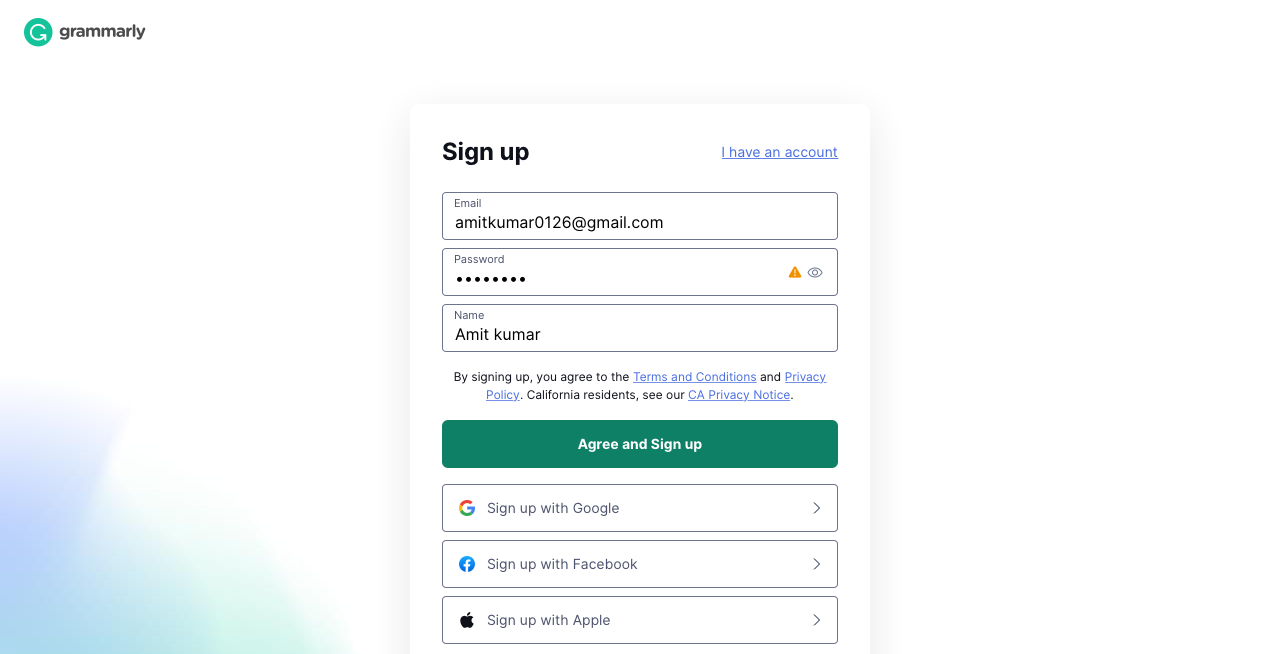 grammarly
Sign up
I have an account
Email
amitkumar0126@gmail.com
Password
••••••••
Name
Amit kumar
By signing up, you agree to the Terms and Conditions and Privacy
Policy. California residents, see our CA Privacy Notice.
Agree and Sign up
Sign up with Google
Sign up with Facebook
Sign up with Apple